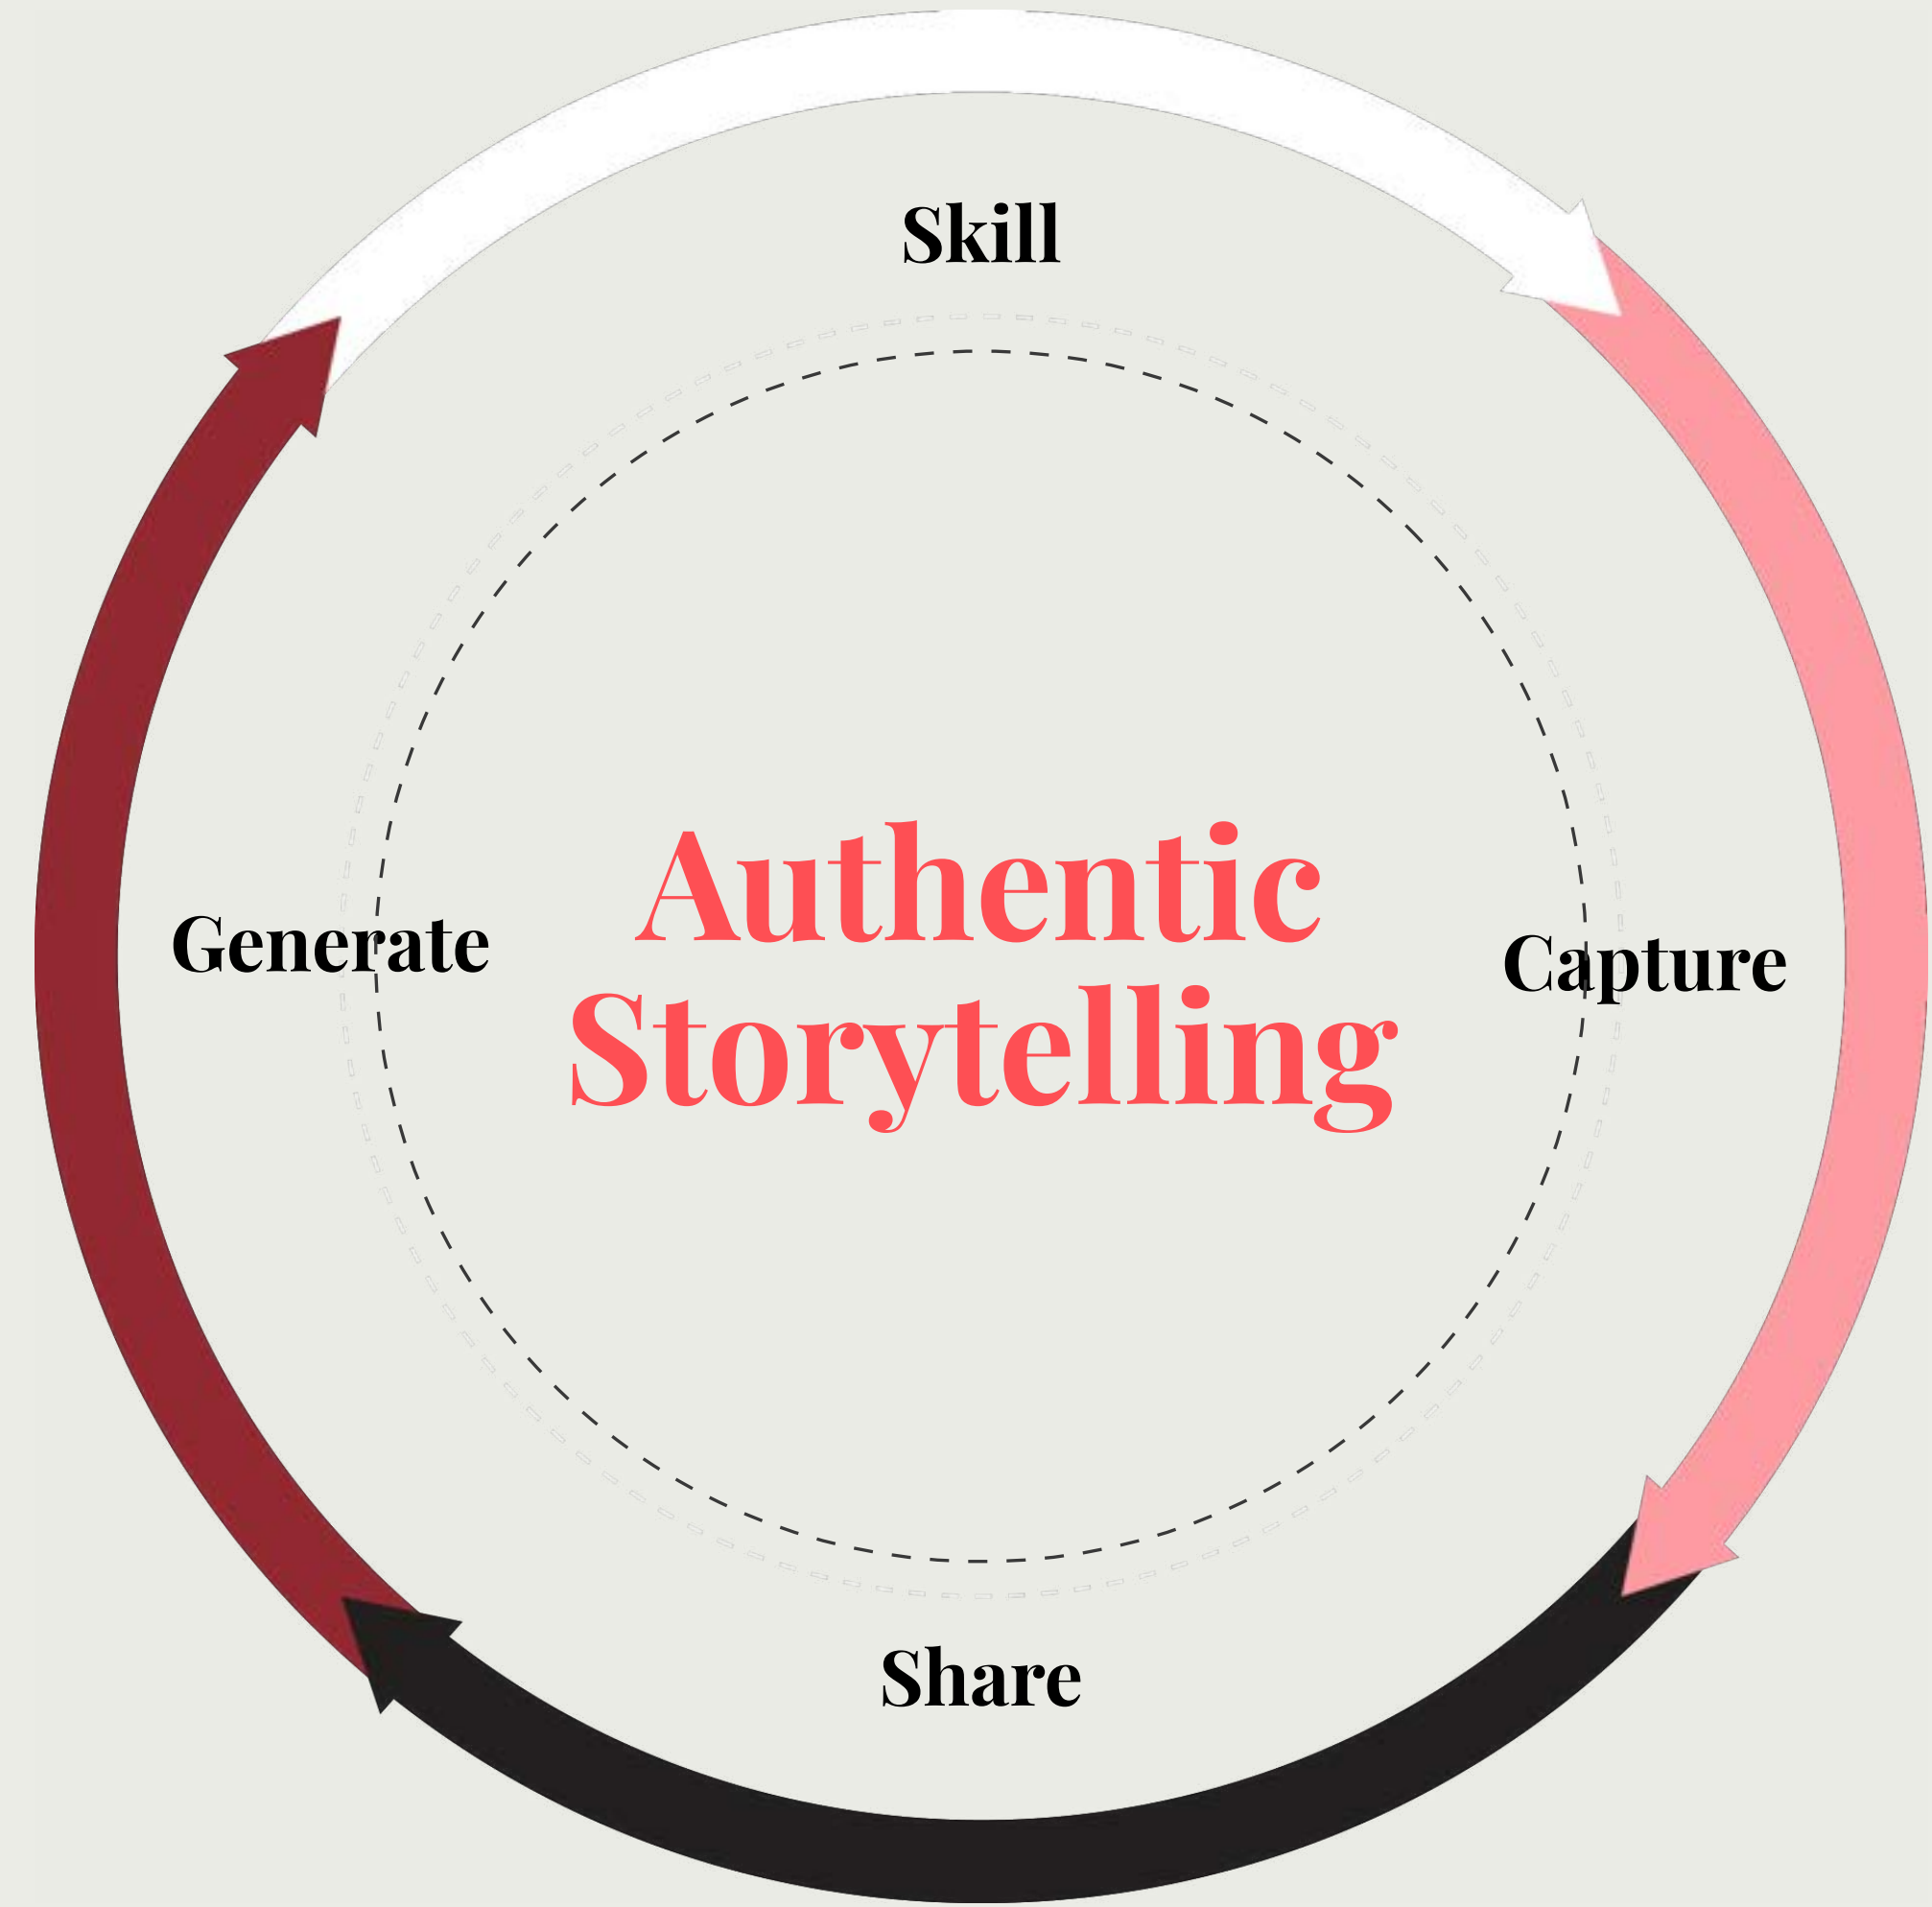 Skill
Authentic
Storytelling
Generate
Capture
Share